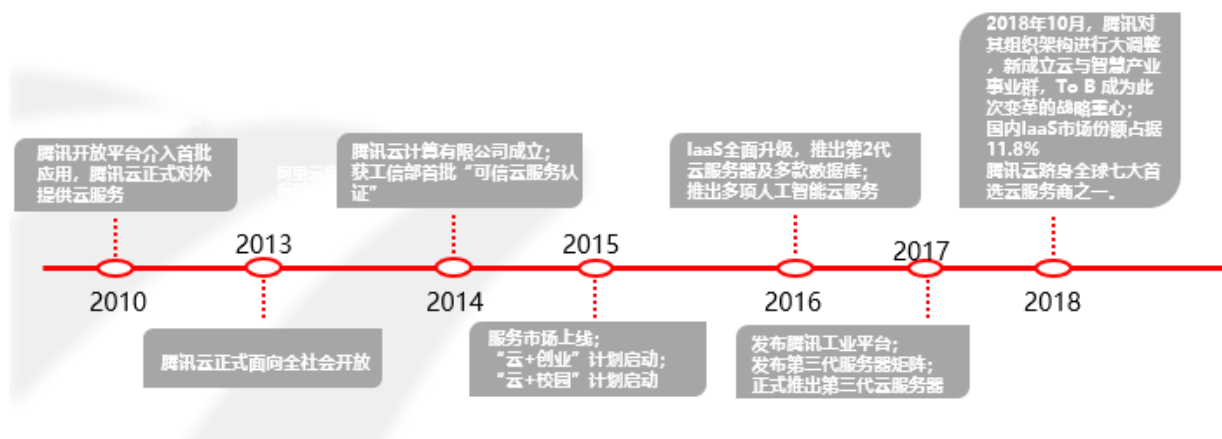 腾讯开放平台介入首批
应用，腾讯云正式对外
提供云服务
2010
2013
腾讯云正式面向全社会开放
腾讯云计算有限公司成立；
获工信部首批“可信云服务认
证”
2014
2015
服务市场上线；
“云+创业”计划启动；
“云+校园”计划启动
IaaS全面升级，推出第2代
云服务器及多款数据库；
推出多项人工智能云服务
2016
2017
发布腾讯工业平台；
发布第三代服务器矩阵；
正式推出第三代云服务器
2018年10月，腾讯对
其组织架构进行大调整
，新成立云与智慧产业
事业群，To B 成为此
次变革的战略重心；
国内IaaS市场份额占据
11.8%
腾讯云跻身全球七大首
选云服务商之一。
2018